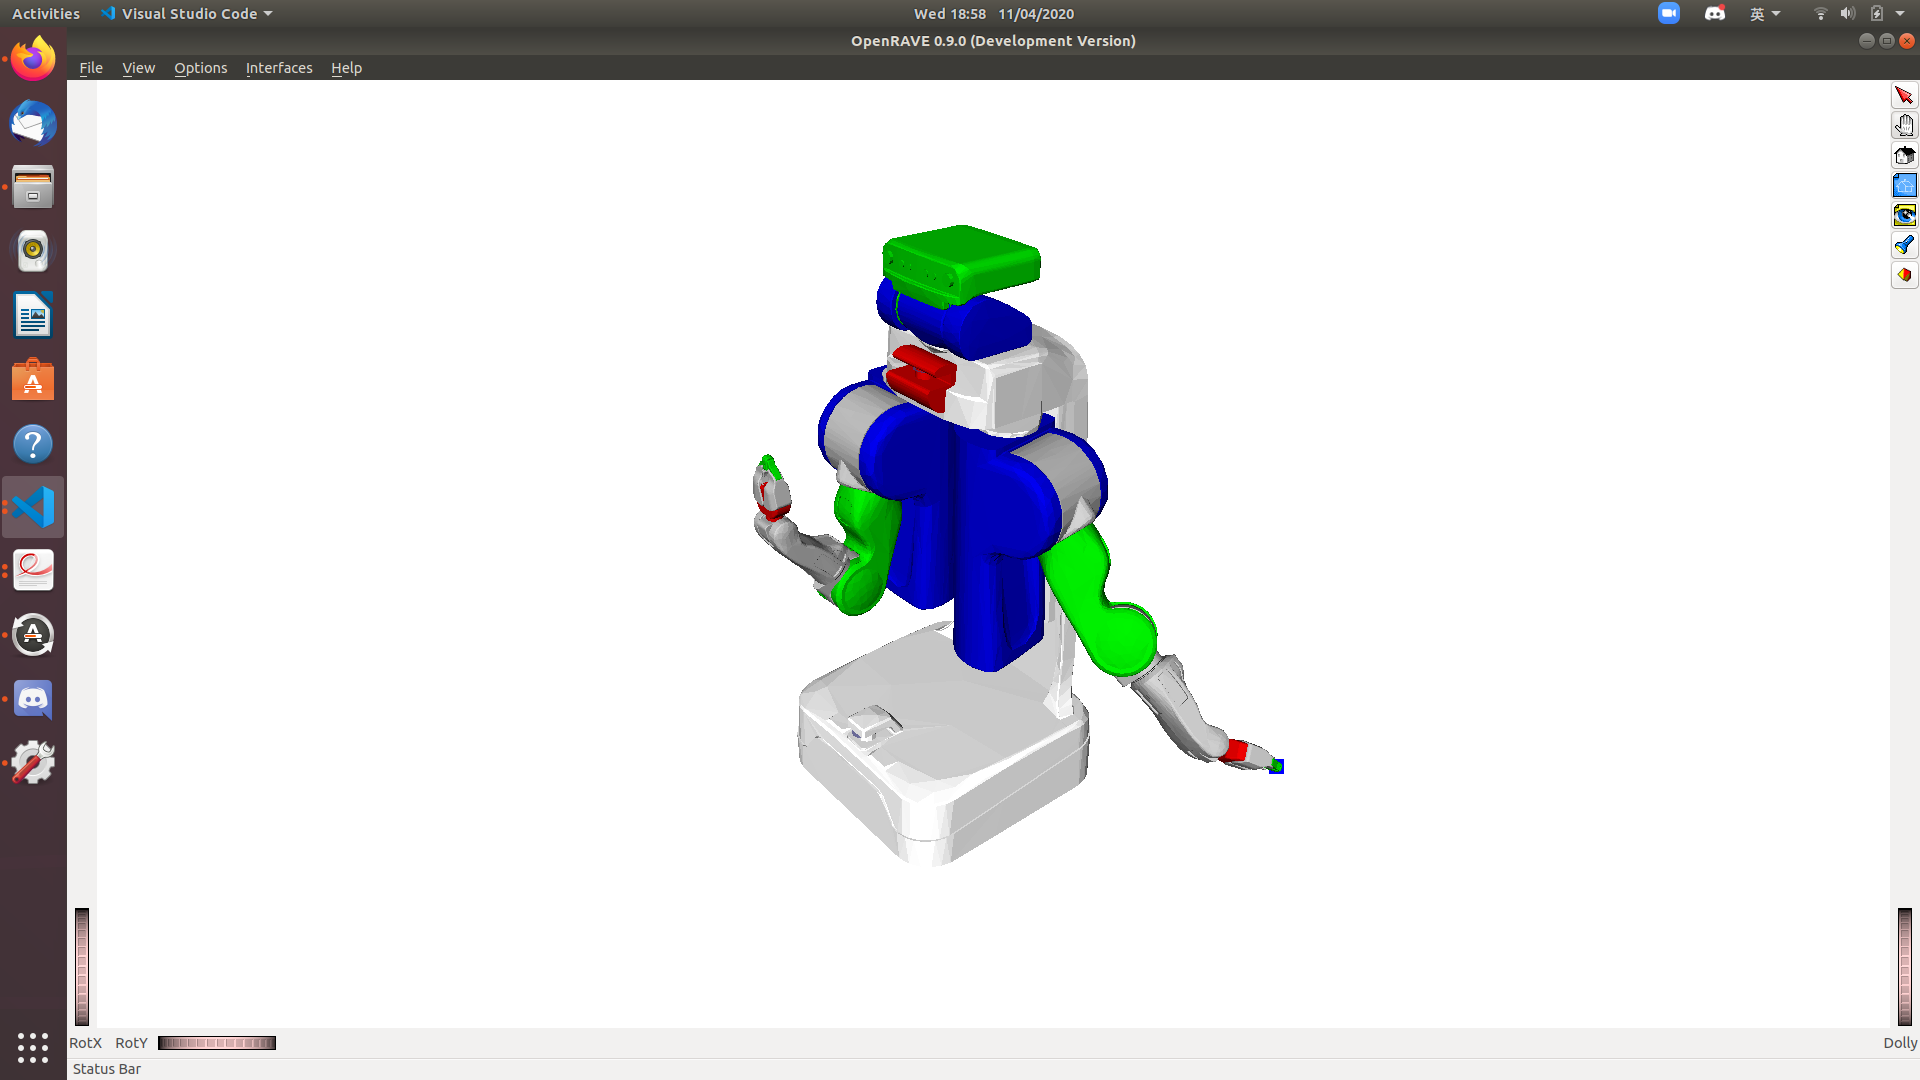 Activities Visual Studio Code Wed 18:58 11/04/2020 英
OpenRAVE 0.9.0 (Development Version)
File View Options Interfaces Help
RotX RotY Dolly
Status Bar